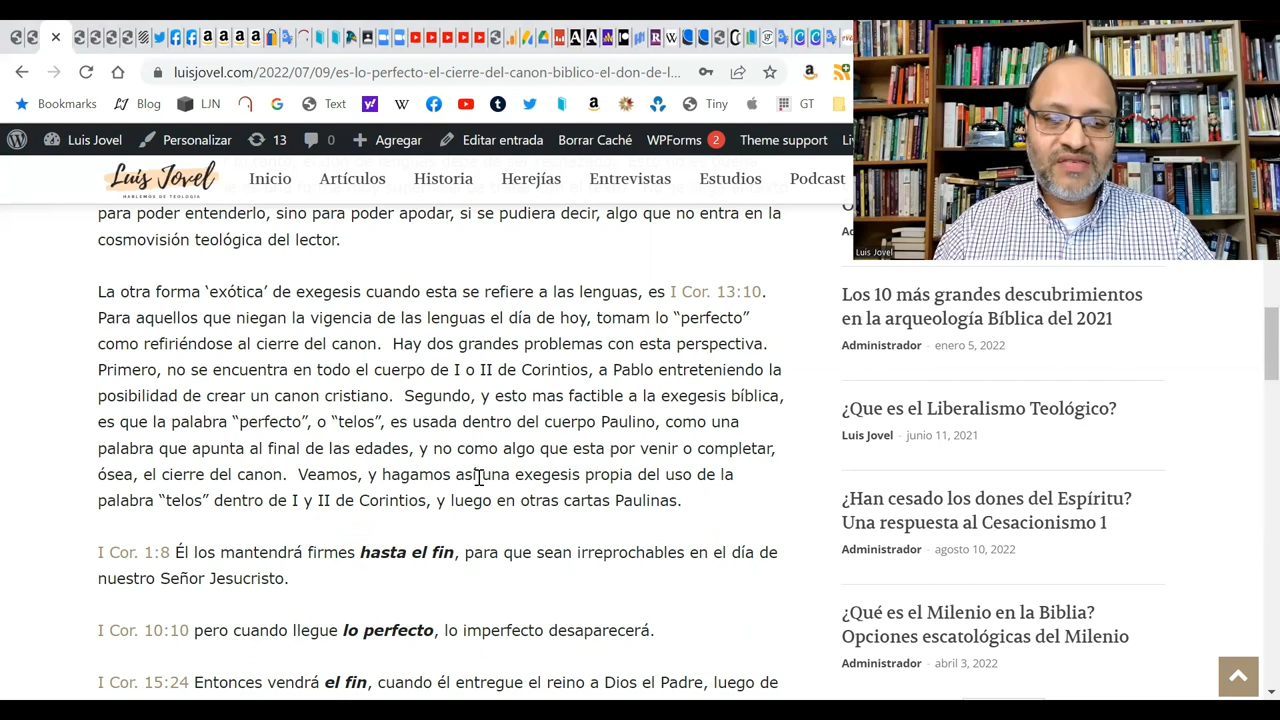 luisjovel.com/2022/07/09/es-lo-perfecto-el-cierre-del-canon-biblico-el-don-de-l...
Bookmarks Blog LJN Text Tiny GT
Luis Jovel Personalizar 13 0 Agregar Editar entrada Borrar Caché WPForms 2 Theme support
Luis Jovel
HABLEMOS DE TEOLOGÍA
Inicio Artículos Historia Herejías Entrevistas Estudios Podcast
para poder entenderlo, sino para poder apodar, si se pudiera decir, algo que no entra en la
cosmovisión teológica del lector.
La otra forma ‘exótica’ de exegesis cuando esta se refiere a las lenguas, es I Cor. 13:10.
Para aquellos que niegan la vigencia de las lenguas el día de hoy, tomam lo “perfecto”
como refiriéndose al cierre del canon. Hay dos grandes problemas con esta perspectiva.
Primero, no se encuentra en todo el cuerpo de I o II de Corintios, a Pablo entreteniendo la
posibilidad de crear un canon cristiano. Segundo, y esto mas factible a la exegesis bíblica,
es que la palabra “perfecto”, o “telos”, es usada dentro del cuerpo Paulino, como una
palabra que apunta al final de las edades, y no como algo que esta por venir o completar,
ósea, el cierre del canon. Veamos, y hagamos así una exegesis propia del uso de la
palabra “telos” dentro de I y II de Corintios, y luego en otras cartas Paulinas.
I Cor. 1:8 Él los mantendrá firmes hasta el fin, para que sean irreprochables en el día de
nuestro Señor Jesucristo.
I Cor. 10:10 pero cuando llegue lo perfecto, lo imperfecto desaparecerá.
I Cor. 15:24 Entonces vendrá el fin, cuando él entregue el reino a Dios el Padre, luego de
Luis Jovel
Los 10 más grandes descubrimientos
en la arqueología Bíblica del 2021
Administrador - enero 5, 2022
¿Que es el Liberalismo Teológico?
Luis Jovel - junio 11, 2021
¿Han cesado los dones del Espíritu?
Una respuesta al Cesacionismo 1
Administrador - agosto 10, 2022
¿Qué es el Milenio en la Biblia?
Opciones escatológicas del Milenio
Administrador - abril 3, 2022